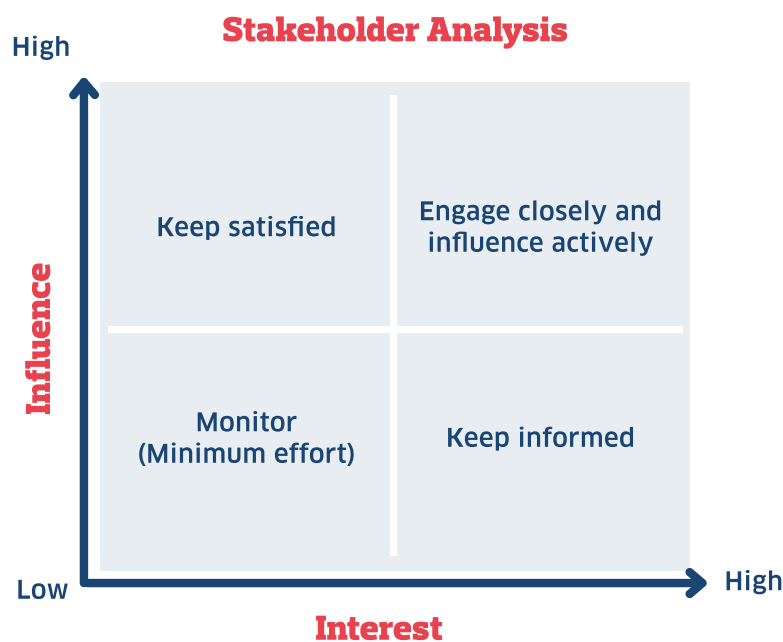 Stakeholder Analysis
High
Keep satisfied
Engage closely and
influence actively
Influence
Monitor
(Minimum effort)
Keep informed
Low
High
Interest